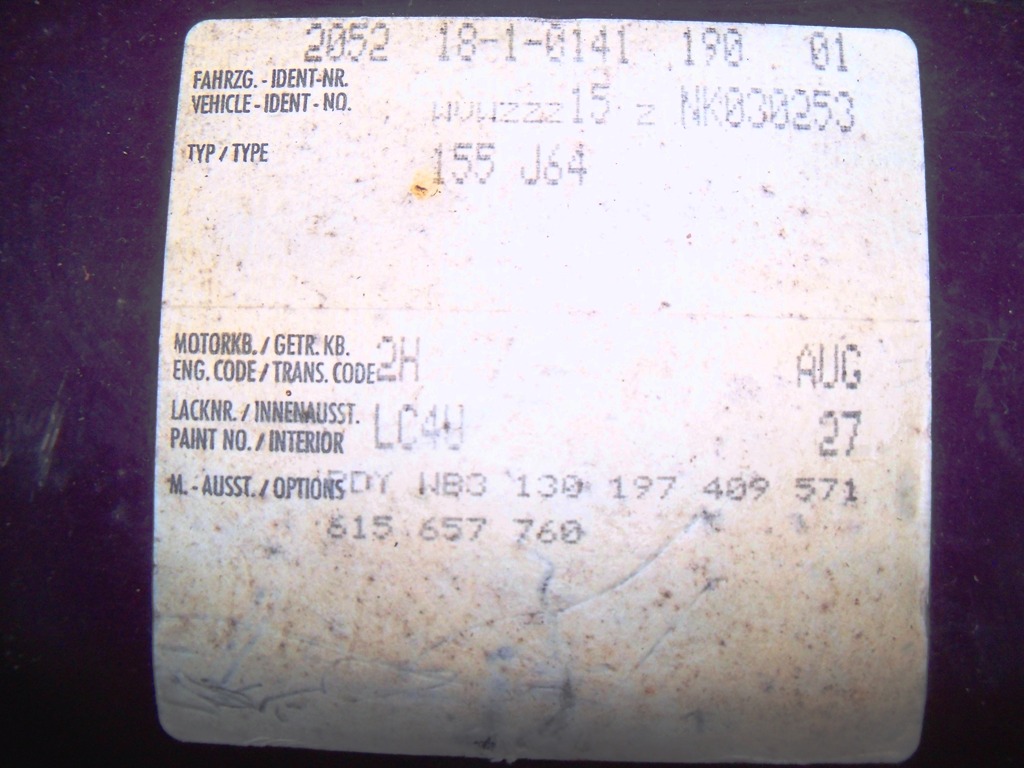 2052 18-1-0141 190 01
FAHRZG. - IDENT-NR.
VEHICLE - IDENT - NO. WVWZZZ15 Z NK030253
TYP / TYPE 155 J64
MOTORKB. / GETR. KB.
ENG. CODE / TRANS. CODE 2H AUG
LACKNR. / INNENAUSST.
PAINT NO. / INTERIOR LC4U 27
M. - AUSST. / OPTIONS WB3 130 197 409 571
615 657 760